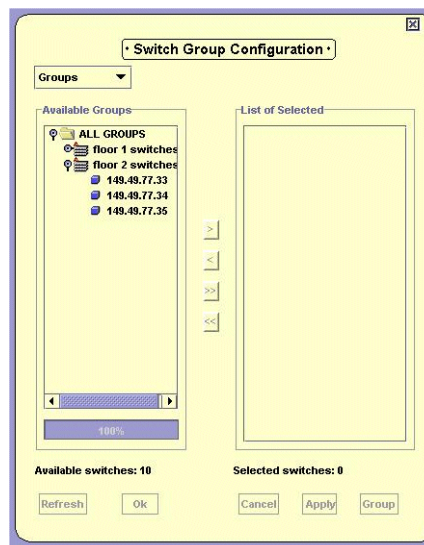 • Switch Group Configuration •
Groups
Available Groups
ALL GROUPS
floor 1 switches
floor 2 switches
149.49.77.33
149.49.77.34
149.49.77.35
100%
Available switches: 10
Refresh
Ok
>
<
>>
<<
List of Selected
Selected switches: 0
Cancel
Apply
Group